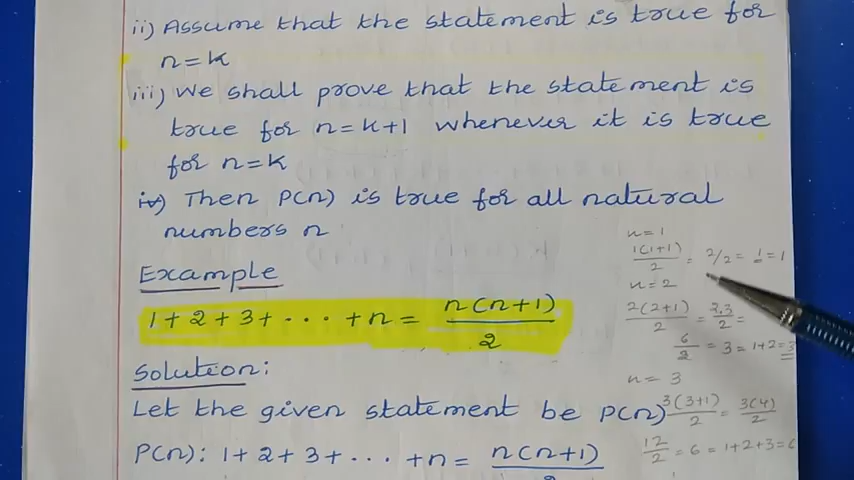 ii) Assume that the statement is true for
n=k
iii) We shall prove that the statement is
true for n=k+1 whenever it is true
for n=k
iv) Then P(n) is true for all natural
numbers n
Example
1+2+3+ · · · +n = n(n+1)/2
Solution:
Let the given statement be P(n)
P(n): 1+2+3+ · · · +n = n(n+1)/2
n=1
1(1+1)/2 = 2/2 = 1/ = 1
n=2
2(2+1)/2 = 2.3/2 =
6/2 = 3 = 1+2=3
n=3
3(3+1)/2 = 3(4)/2
12/2 = 6 = 1+2+3=6